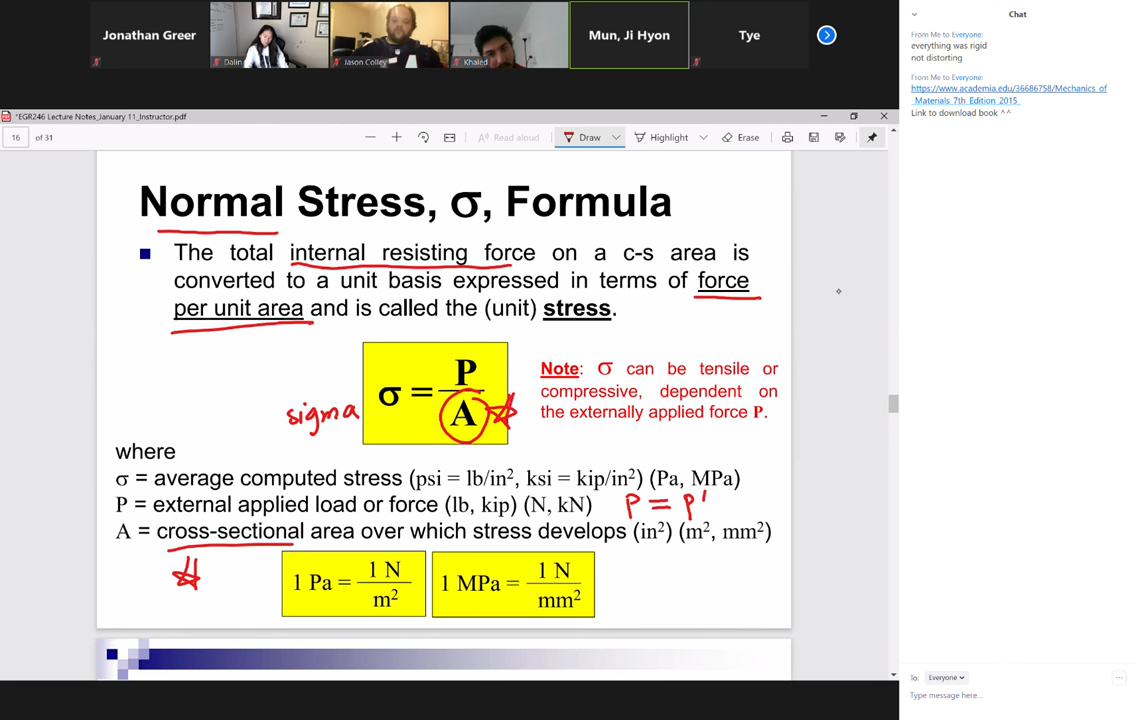 Jonathan Greer
Dalin
Jason Colley
Khaled
Mun, Ji Hyon
Tye
*EGR246 Lecture Notes_January 11_Instructor.pdf
16 of 31
Read aloud
Draw
Highlight
Erase
Normal Stress, σ, Formula
The total internal resisting force on a c-s area is
converted to a unit basis expressed in terms of force
per unit area and is called the (unit) stress.
σ = P
A
sigma
Note: σ can be tensile or
compressive, dependent on
the externally applied force P.
where
σ = average computed stress (psi = lb/in², ksi = kip/in²) (Pa, MPa)
P = external applied load or force (lb, kip) (N, kN)
P = P'
A = cross-sectional area over which stress develops (in²) (m², mm²)
1 Pa = 1 N
m²
1 MPa = 1 N
mm²
Chat
From Me to Everyone:
everything was rigid
not distorting
From Me to Everyone:
https://www.academia.edu/36686758/Mechanics_of
_Materials_7th_Edition_2015_
Link to download book ^^
To: Everyone
Type message here...